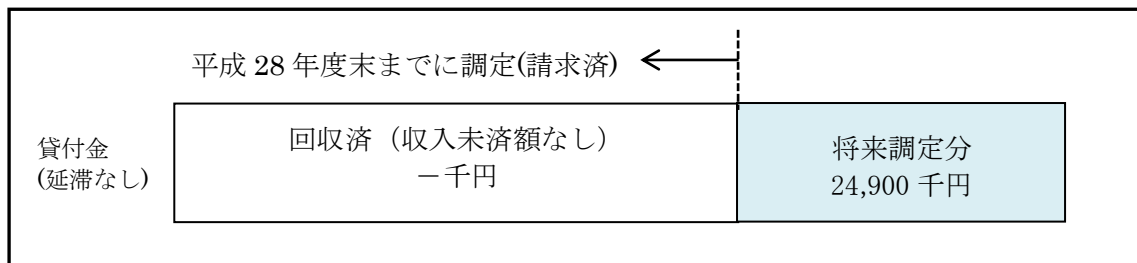 平成 28 年度末までに調定(請求済)
貸付金
(延滞なし)
回収済（収入未済額なし）
－千円
将来調定分
24,900 千円